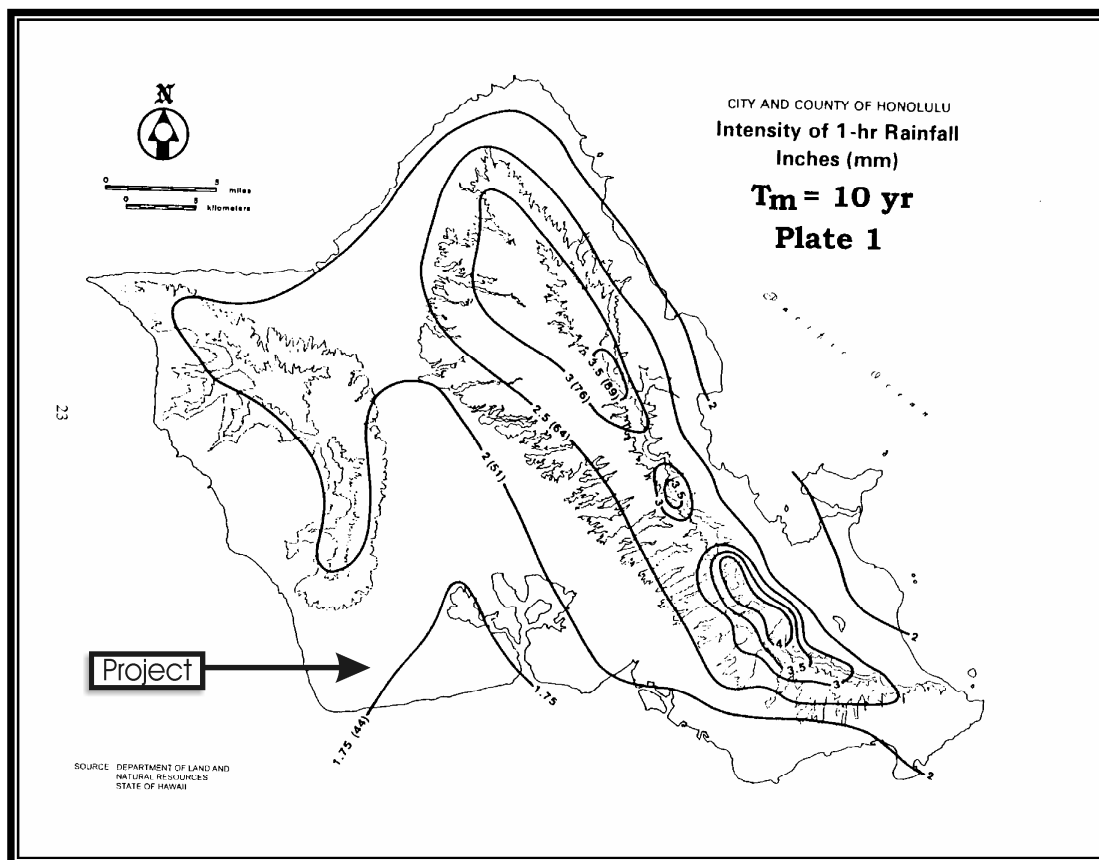 N
CITY AND COUNTY OF HONOLULU
Intensity of 1-hr Rainfall
Inches (mm)
Tm = 10 yr
Plate 1
0 5
miles
0 5
kilometers
Pacific
Ocean
23
3.5 (89)
3 (76)
2.5 (64)
2 (51)
2
3.5
3
4
3.5
3
2
Project
1.75
1.75 (44)
2
SOURCE DEPARTMENT OF LAND AND
NATURAL RESOURCES
STATE OF HAWAII